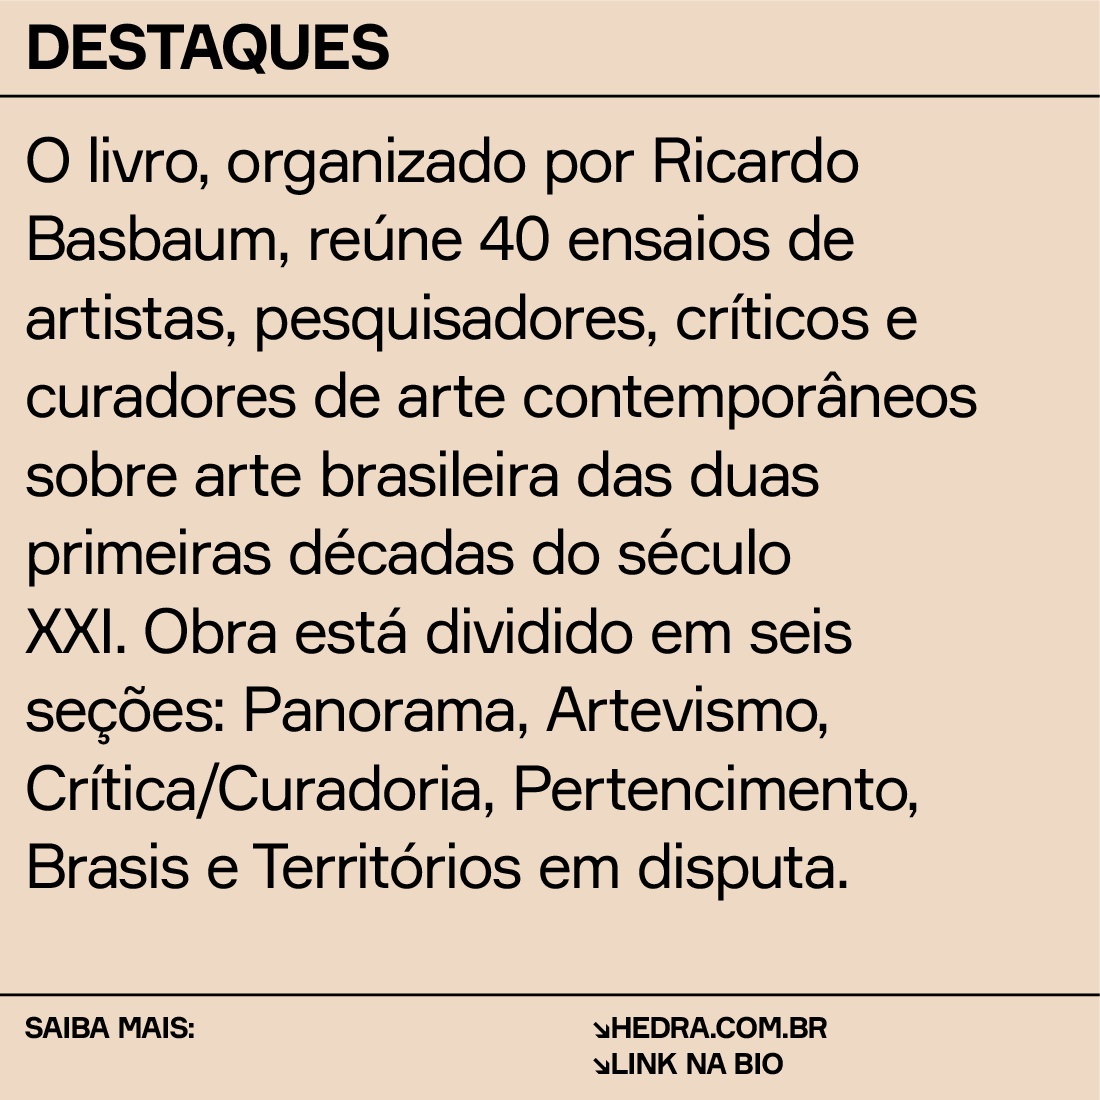 DESTAQUES
O livro, organizado por Ricardo
Basbaum, reúne 40 ensaios de
artistas, pesquisadores, críticos e
curadores de arte contemporâneos
sobre arte brasileira das duas
primeiras décadas do século
XXI. Obra está dividido em seis
seções: Panorama, Artevismo,
Crítica/Curadoria, Pertencimento,
Brasis e Territórios em disputa.
SAIBA MAIS:
↘HEDRA.COM.BR
↘LINK NA BIO